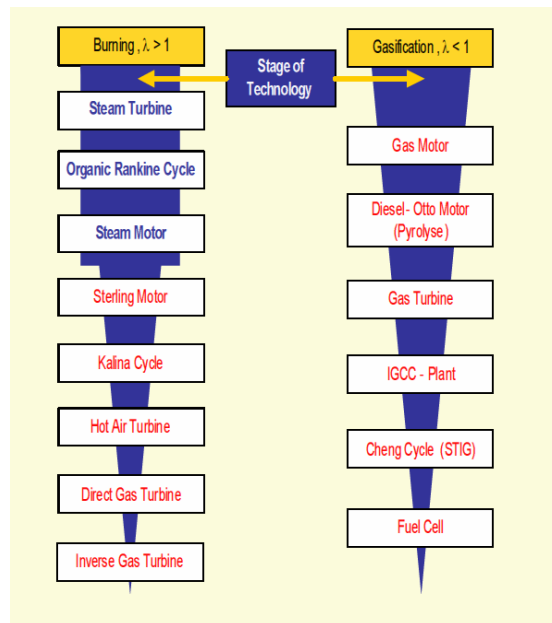 Burning , λ > 1
Steam Turbine
Organic Rankine Cycle
Steam Motor
Sterling Motor
Kalina Cycle
Hot Air Turbine
Direct Gas Turbine
Inverse Gas Turbine
Stage of
Technology
Gasification , λ < 1
Gas Motor
Diesel- Otto Motor
(Pyrolyse)
Gas Turbine
IGCC - Plant
Cheng Cycle (STIG)
Fuel Cell